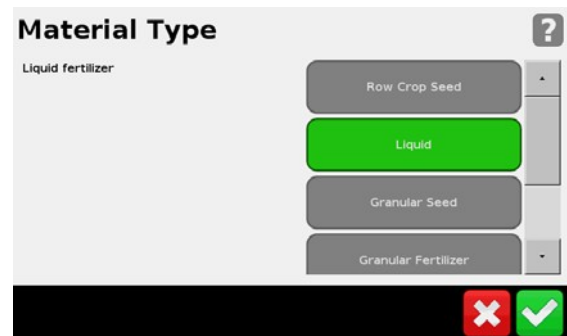 Material Type
?
Liquid fertilizer
Row Crop Seed
Liquid
Granular Seed
Granular Fertilizer